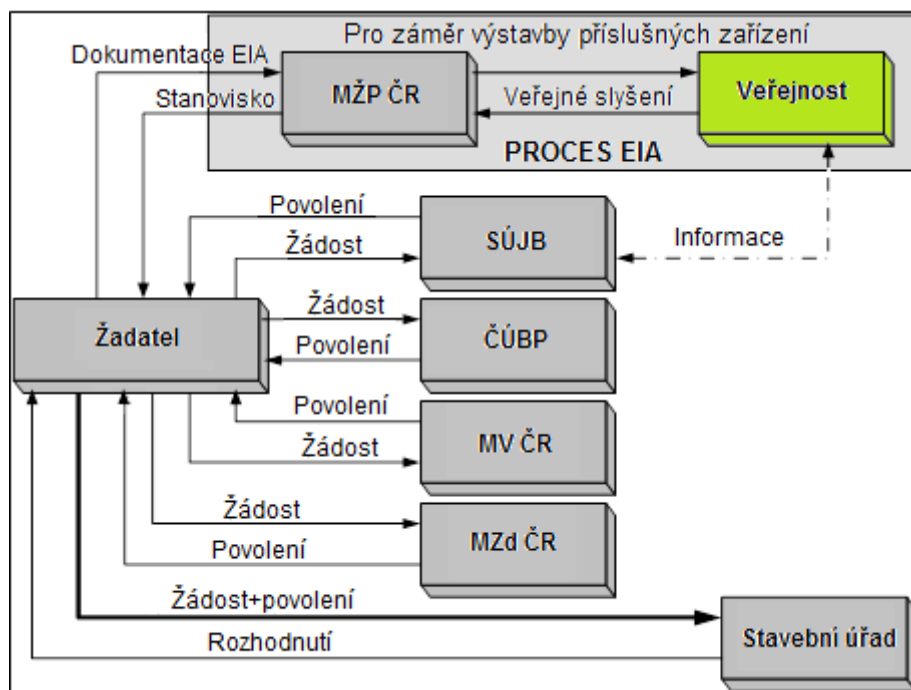 Pro záměr výstavby příslušných zařízení
Dokumentace EIA
MŽP ČR
Veřejnost
Stanovisko
Veřejné slyšení
PROCES EIA
Povolení
SÚJB
Informace
Žádost
Žadatel
Žádost
ČÚBP
Povolení
Povolení
MV ČR
Žádost
Žádost
MZd ČR
Povolení
Žádost+povolení
Stavební úřad
Rozhodnutí